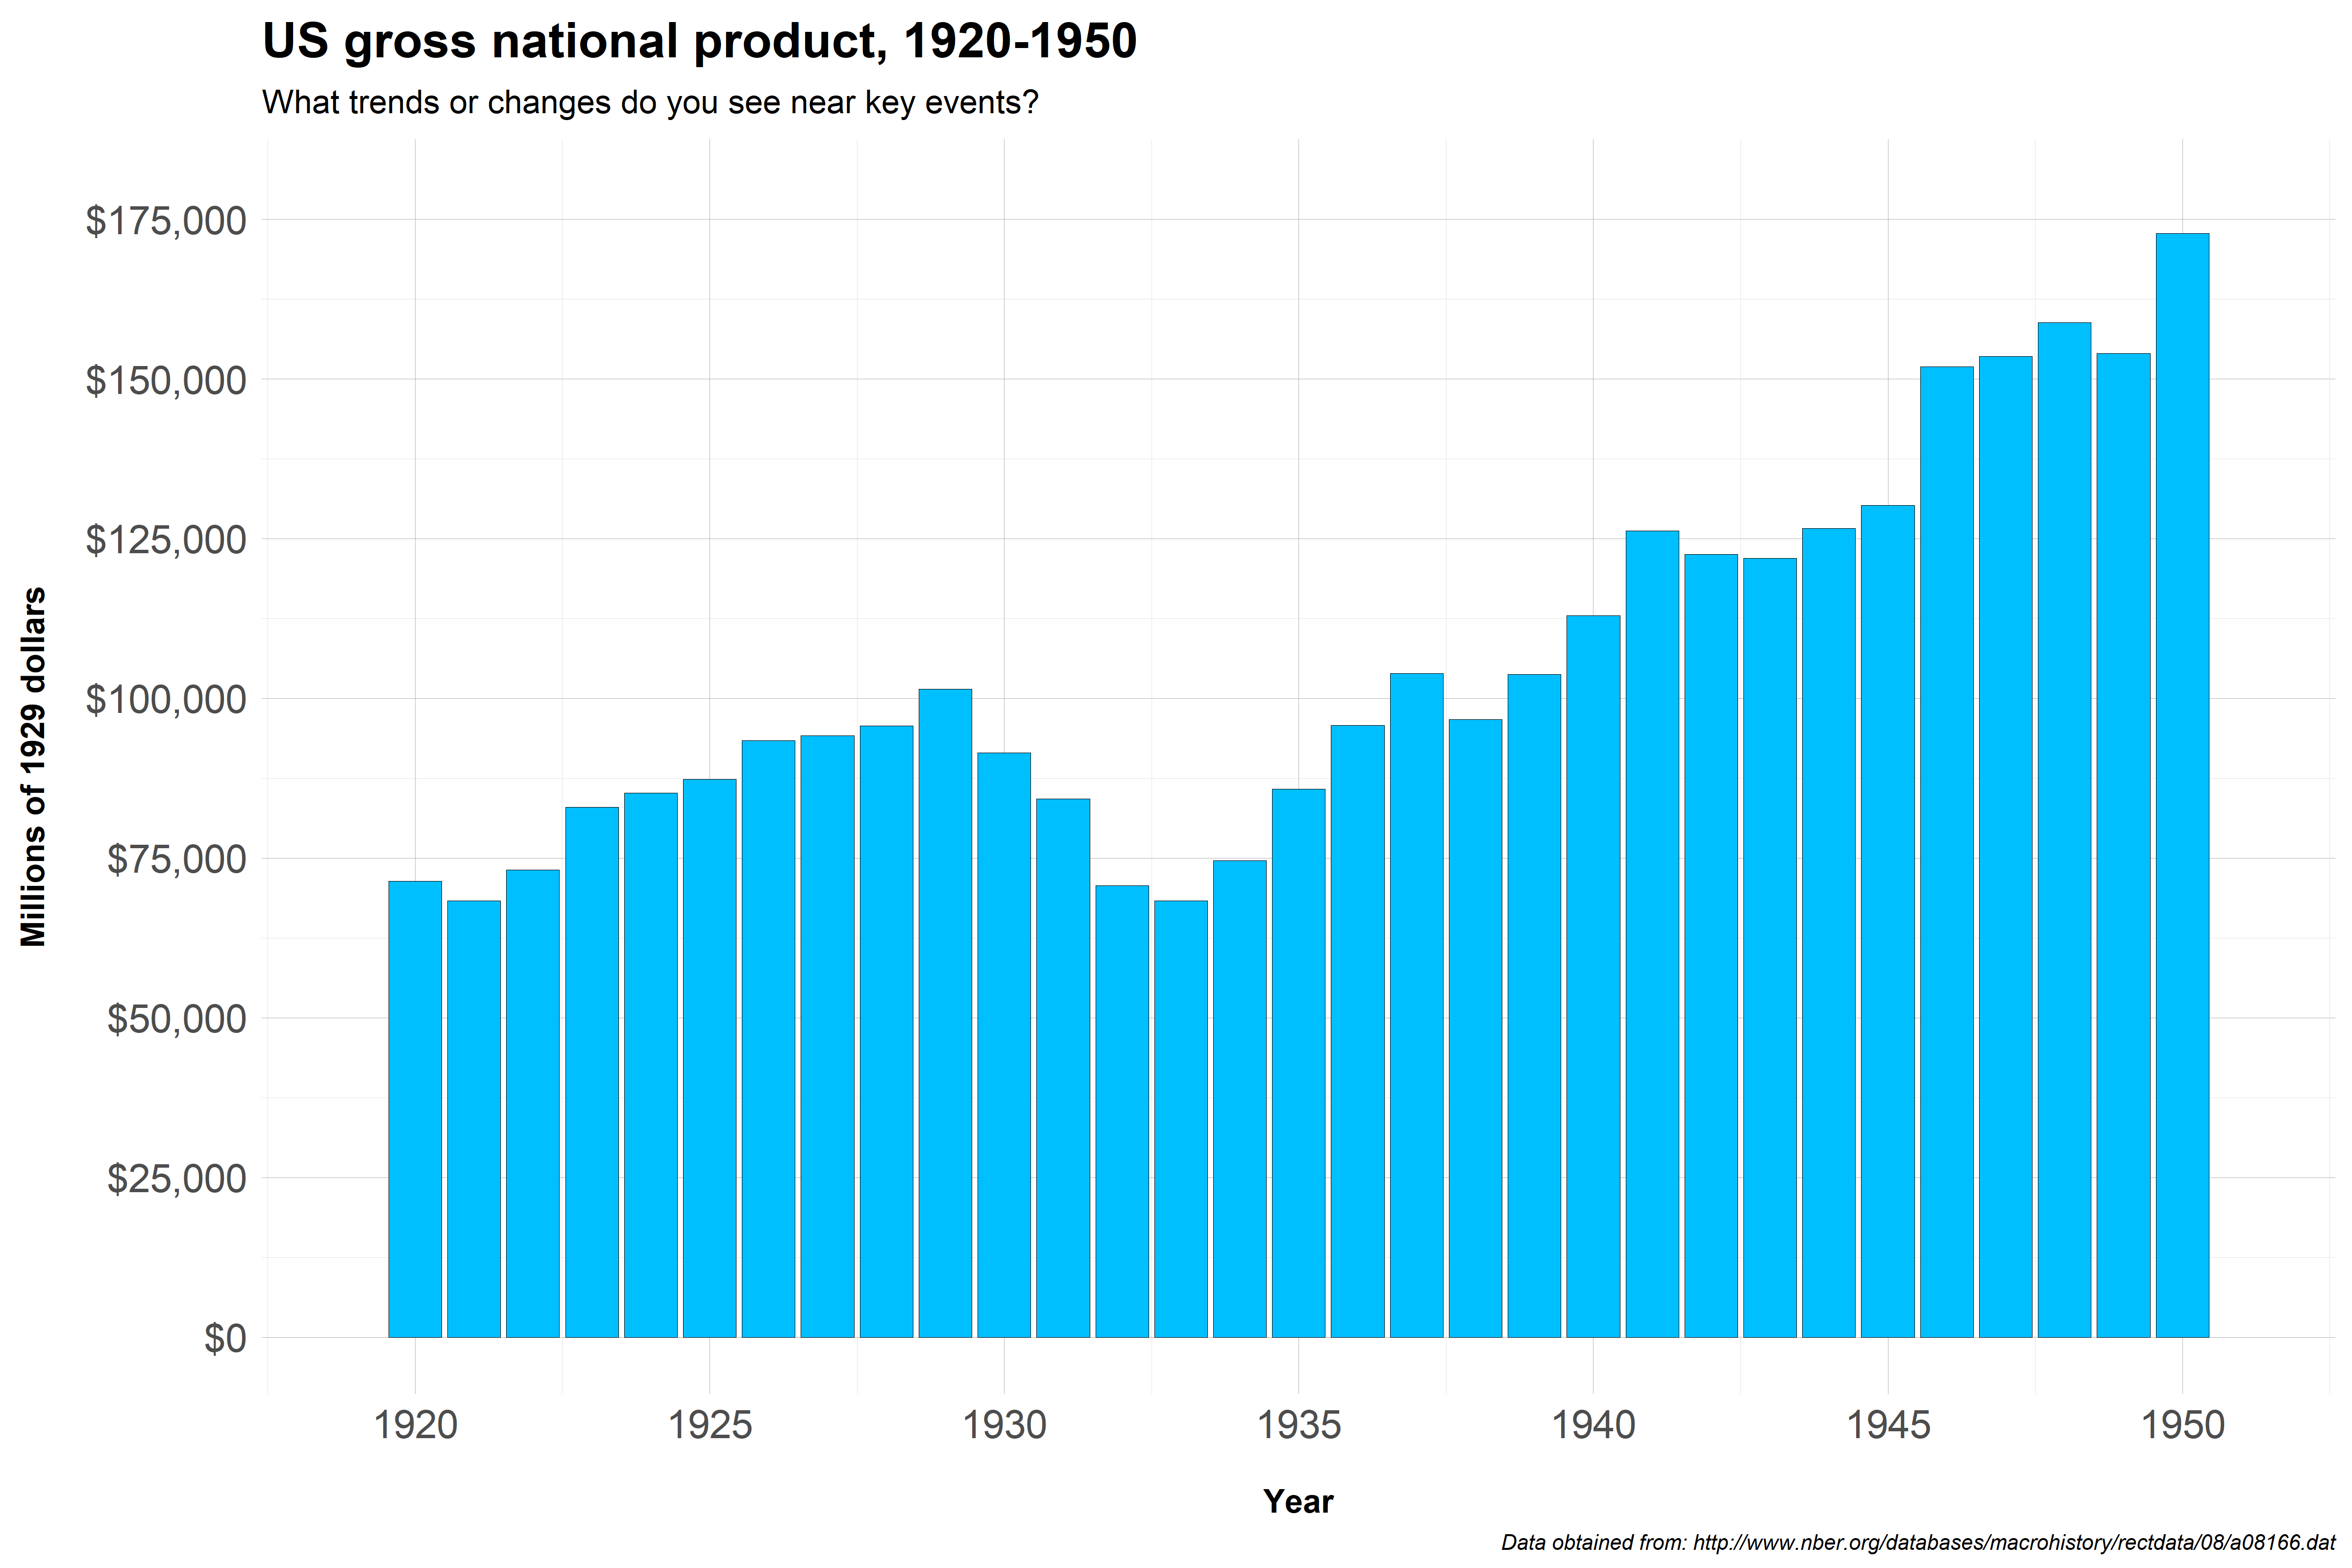 US gross national product, 1920-1950
What trends or changes do you see near key events?
$175,000
$150,000
$125,000
$100,000
$75,000
$50,000
$25,000
$0
Millions of 1929 dollars
1920 1925 1930 1935 1940 1945 1950
Year
Data obtained from: http://www.nber.org/databases/macrohistory/rectdata/08/a08166.dat